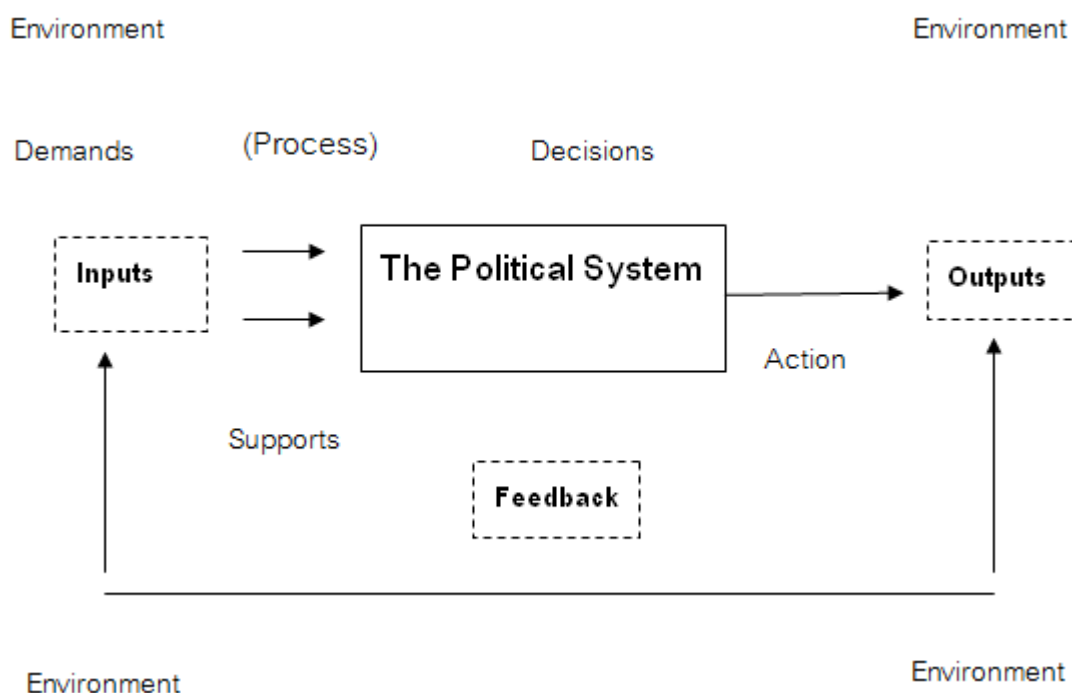 Environment
Environment
Demands
(Process)
Decisions
Inputs
The Political System
Outputs
Action
Supports
Feedback
Environment
Environment